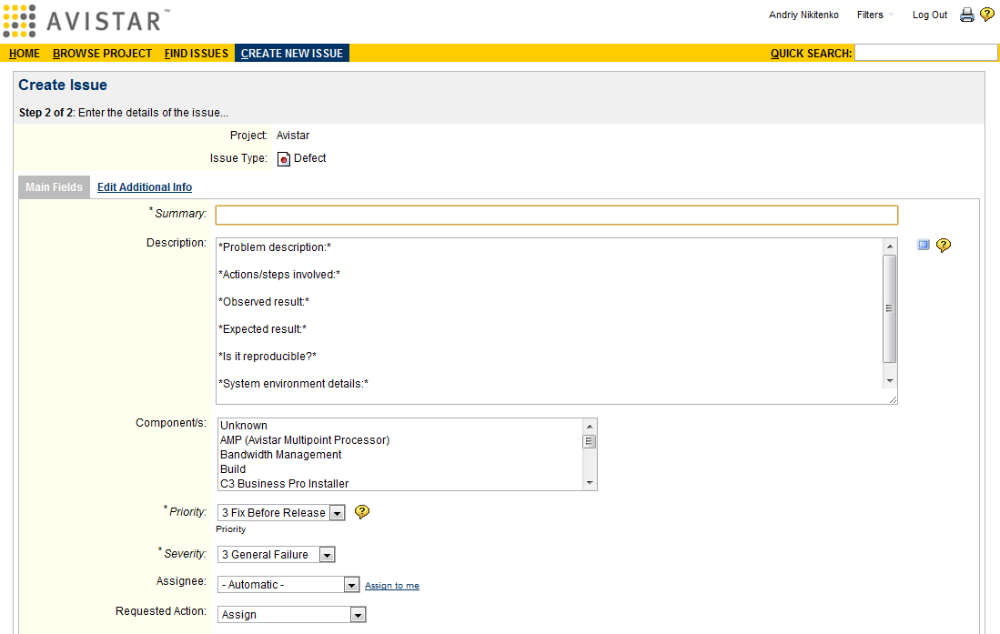 AVISTAR™
Andriy Nikitenko Filters Log Out
HOME BROWSE PROJECT FIND ISSUES CREATE NEW ISSUE QUICK SEARCH:
Create Issue
Step 2 of 2: Enter the details of the issue...
Project: Avistar
Issue Type: Defect
Main Fields Edit Additional Info
*Summary:
Description: *Problem description:*
*Actions/steps involved:*
*Observed result:*
*Expected result:*
*Is it reproducible?*
*System environment details:*
Component/s: Unknown
AMP (Avistar Multipoint Processor)
Bandwidth Management
Build
C3 Business Pro Installer
*Priority: 3 Fix Before Release
Priority
*Severity: 3 General Failure
Assignee: - Automatic - Assign to me
Requested Action: Assign